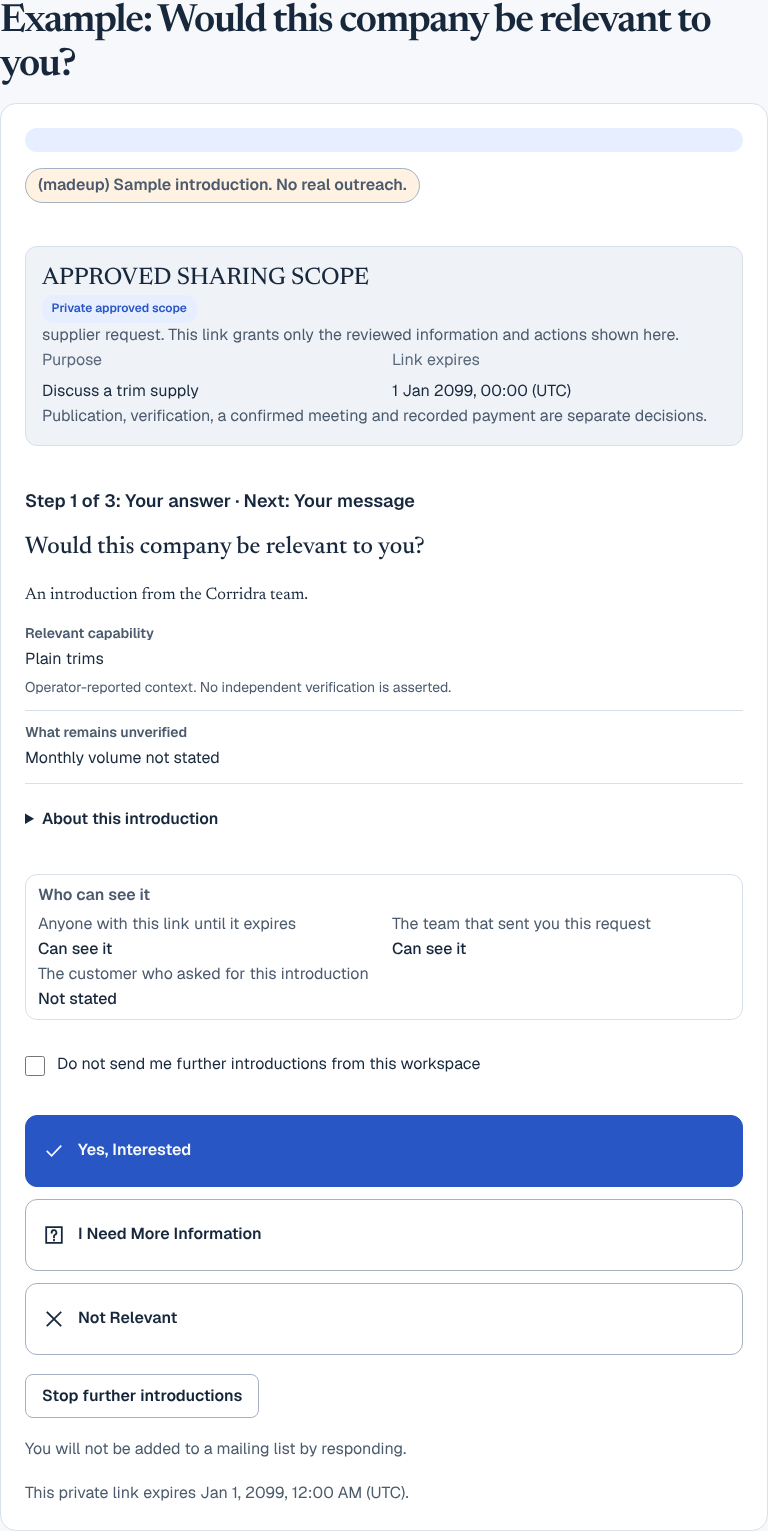 Example: Would this company be relevant to
you?
(madeup) Sample introduction. No real outreach.
APPROVED SHARING SCOPE
Private approved scope
supplier request. This link grants only the reviewed information and actions shown here.
Purpose
Link expires
Discuss a trim supply
1 Jan 2099, 00:00 (UTC)
Publication, verification, a confirmed meeting and recorded payment are separate decisions.
Step 1 of 3: Your answer · Next: Your message
Would this company be relevant to you?
An introduction from the Corridra team.
Relevant capability
Plain trims
Operator-reported context. No independent verification is asserted.
What remains unverified
Monthly volume not stated
About this introduction
Who can see it
Anyone with this link until it expires
Can see it
The team that sent you this request
Can see it
The customer who asked for this introduction
Not stated
Do not send me further introductions from this workspace
Yes, Interested
I Need More Information
Not Relevant
Stop further introductions
You will not be added to a mailing list by responding.
This private link expires Jan 1, 2099, 12:00 AM (UTC).